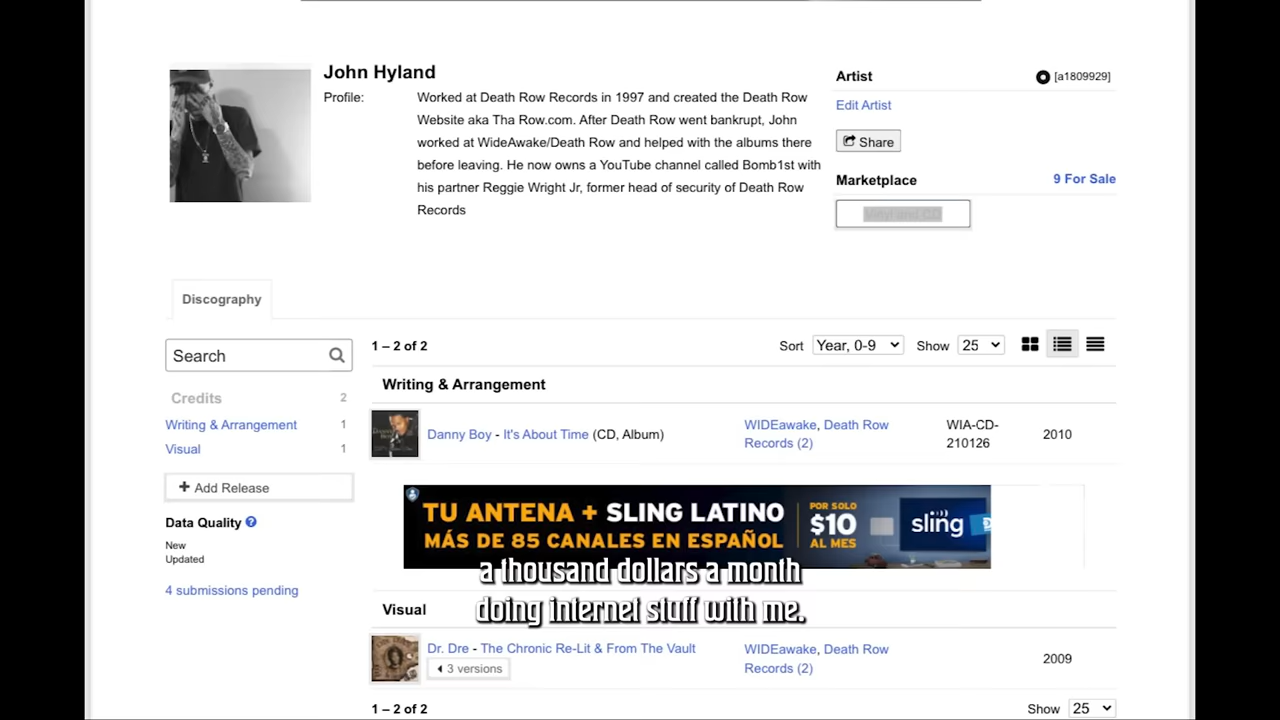 John Hyland
Profile:
Worked at Death Row Records in 1997 and created the Death Row
Website aka Tha Row.com. After Death Row went bankrupt, John
worked at WideAwake/Death Row and helped with the albums there
before leaving. He now owns a YouTube channel called Bomb1st with
his partner Reggie Wright Jr, former head of security of Death Row
Records
Artist
[a1809929]
Edit Artist
Share
Marketplace
9 For Sale
Vinyl and CD
Discography
Search
Credits 2
Writing & Arrangement 1
Visual 1
+ Add Release
Data Quality ?
New
Updated
4 submissions pending
1 – 2 of 2
Sort Year, 0-9 Show 25
Writing & Arrangement
Danny Boy - It's About Time (CD, Album)
WIDEawake, Death Row
Records (2)
WIA-CD-
210126
2010
TU ANTENA + SLING LATINO
MÁS DE 85 CANALES EN ESPAÑOL
POR SOLO
$10
AL MES
sling
a thousand dollars a month
doing internet stuff with me.
Visual
Dr. Dre - The Chronic Re-Lit & From The Vault
3 versions
WIDEawake, Death Row
Records (2)
2009
1 – 2 of 2
Show 25